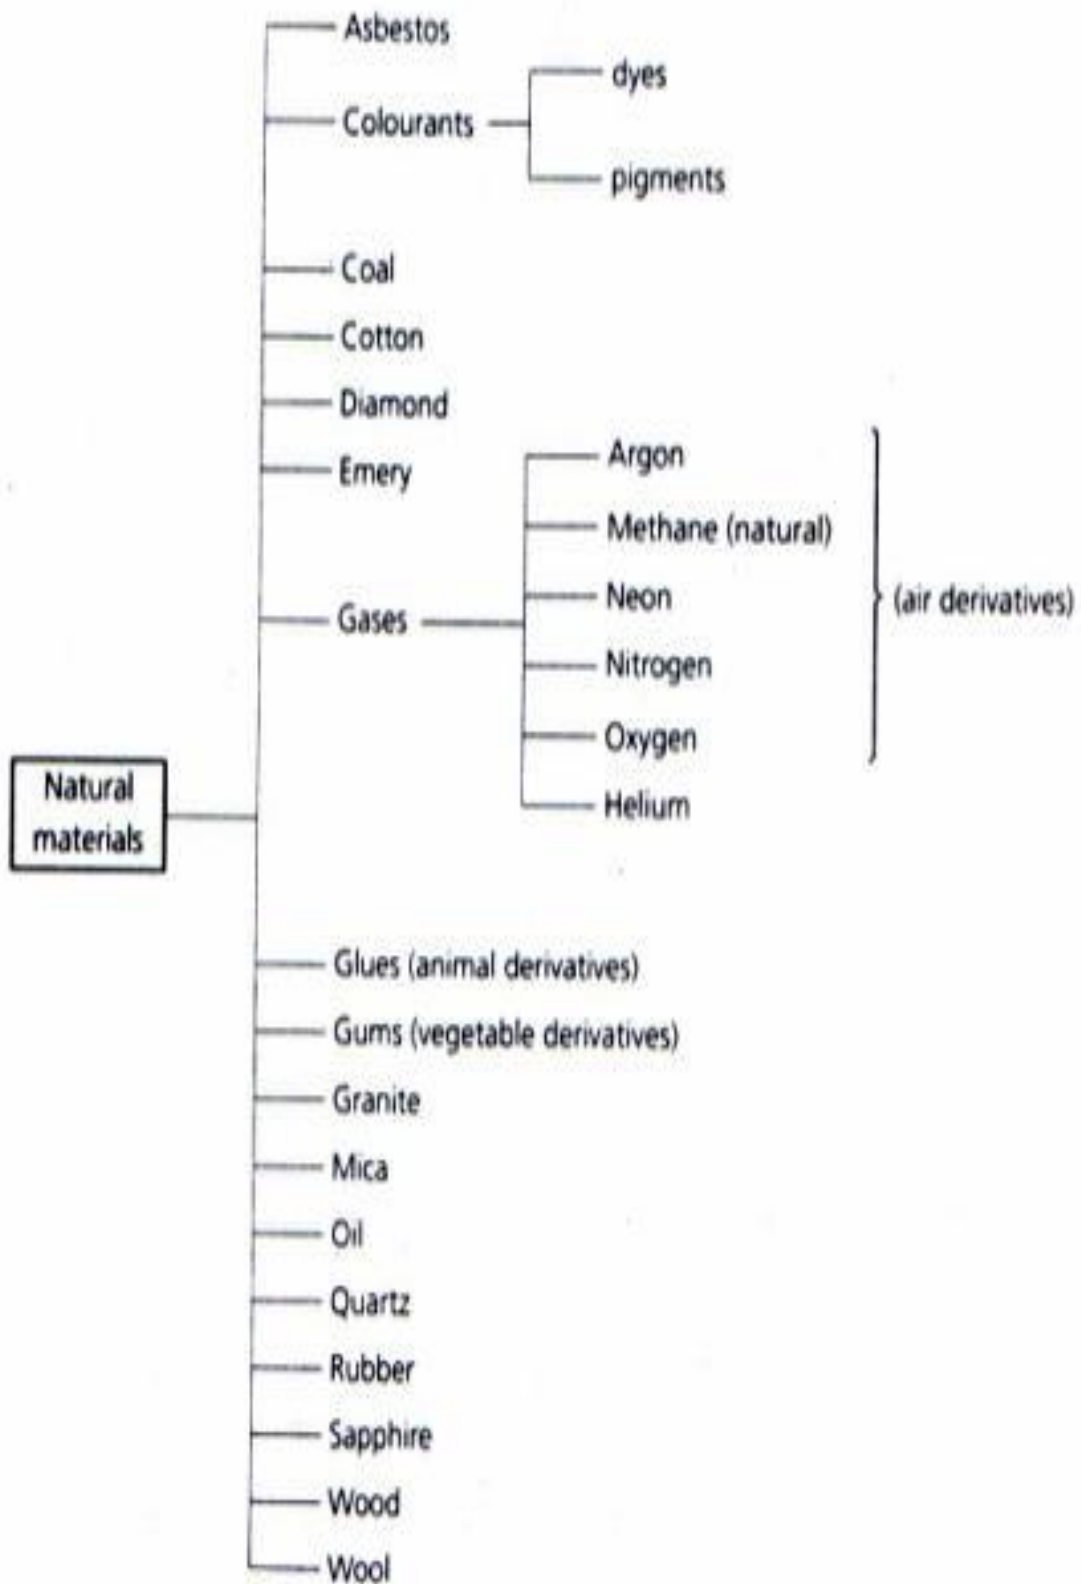 Asbestos
Colourants
dyes
pigments
Coal
Cotton
Diamond
Emery
Gases
Argon
Methane (natural)
Neon
Nitrogen
Oxygen
Helium
(air derivatives)
Natural
materials
Glues (animal derivatives)
Gums (vegetable derivatives)
Granite
Mica
Oil
Quartz
Rubber
Sapphire
Wood
Wool